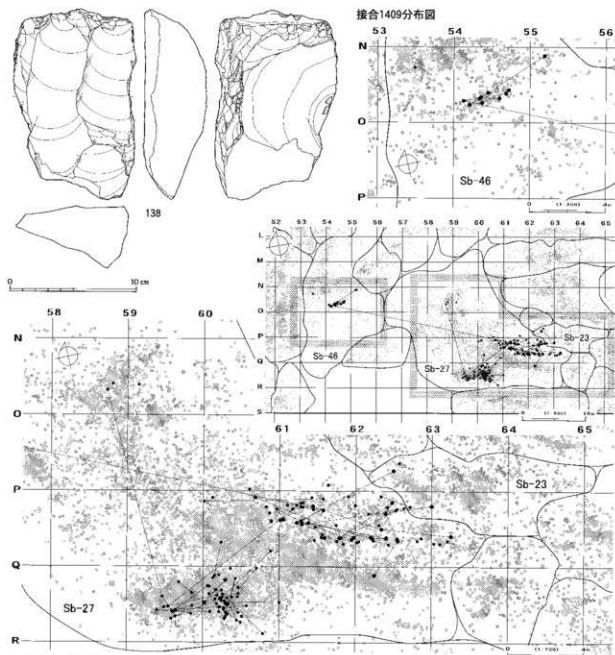 接合1409分布図
138
0 10cm
53 54 55 56
N
O
P
Sb-46
52 53 54 55 56 57 58 59 60 61 62 63 64 65
L
M
N
O
P
Q
R
S
Sb-46
Sb-27
Sb-23
58 59 60
N
O
P
Q
R
61 62 63 64 65
Sb-23
Sb-27